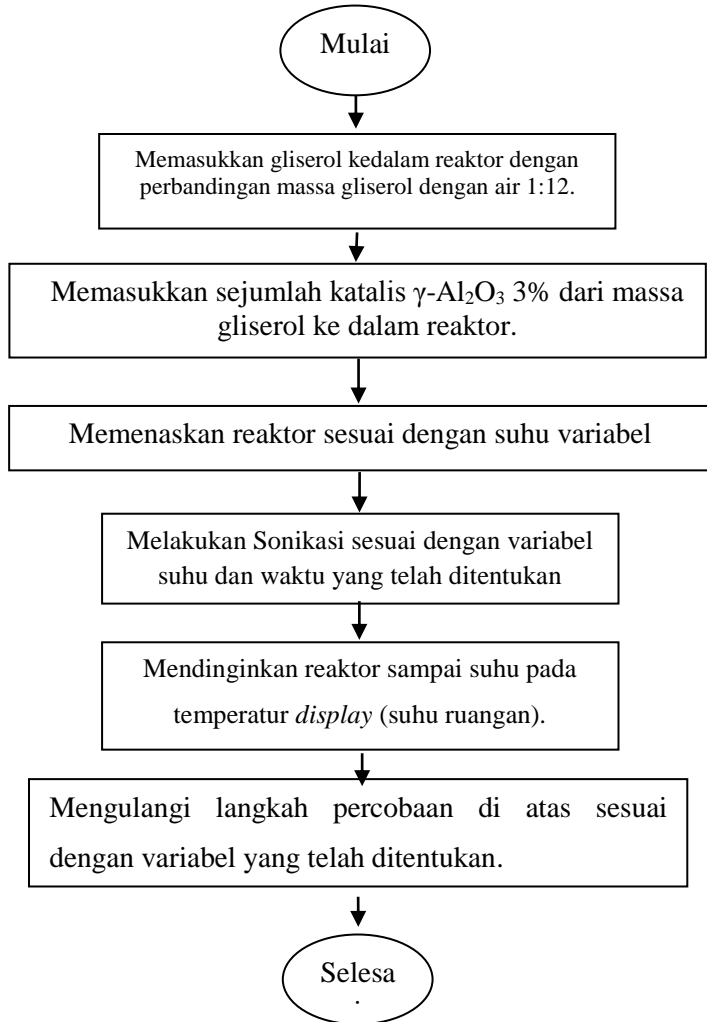 Mulai
Memasukkan gliserol kedalam reaktor dengan
perbandingan massa gliserol dengan air 1:12.
Memasukkan sejumlah katalis γ-Al₂O₃ 3% dari massa
gliserol ke dalam reaktor.
Memenaskan reaktor sesuai dengan suhu variabel
Melakukan Sonikasi sesuai dengan variabel
suhu dan waktu yang telah ditentukan
Mendinginkan reaktor sampai suhu pada
temperatur display (suhu ruangan).
Mengulangi langkah percobaan di atas sesuai
dengan variabel yang telah ditentukan.
Selesa